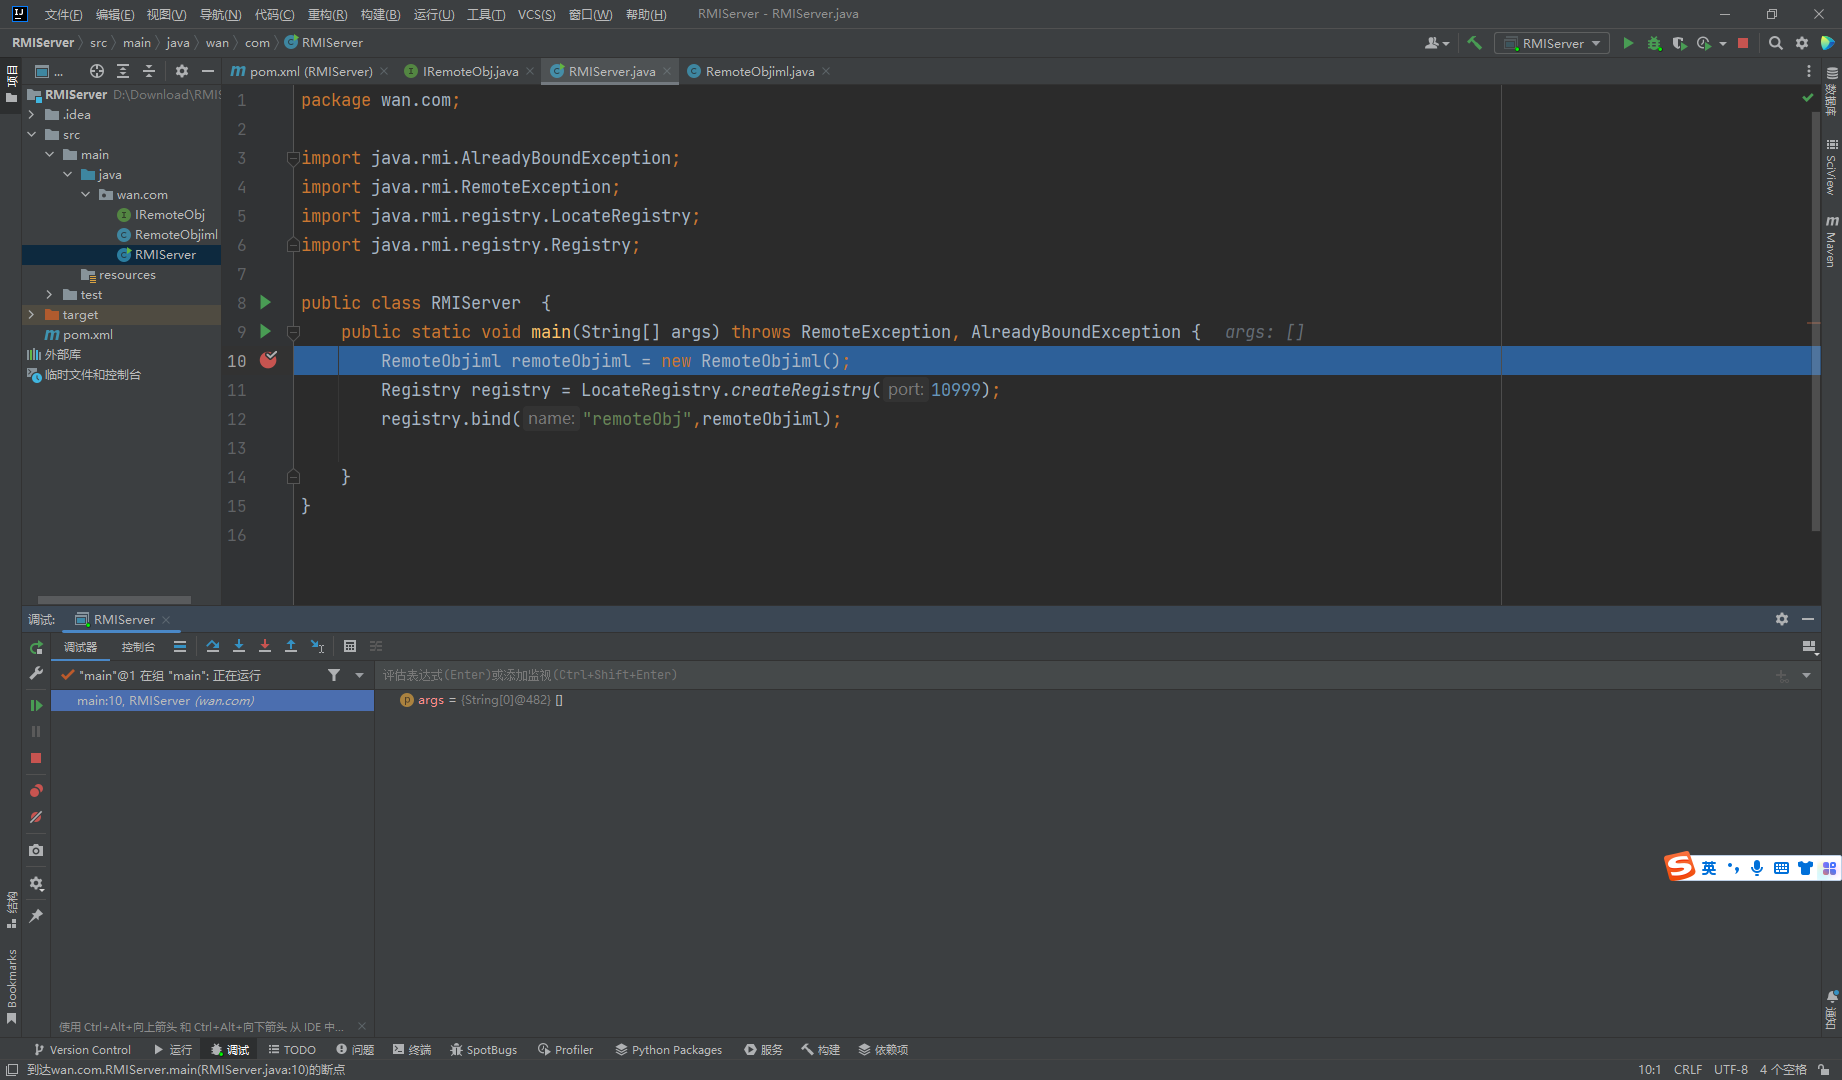 文件(F) 编辑(E) 视图(V) 导航(N) 代码(C) 重构(R) 构建(B) 运行(U) 工具(T) VCS(S) 窗口(W) 帮助(H) RMIServer - RMIServer.java
RMIServer src main java wan com RMIServer RMIServer
项目
... pom.xml (RMIServer) IRemoteObj.java RMIServer.java RemoteObjiml.java
RMIServer D:\Download\RMIS
.idea
src
main
java
wan.com
IRemoteObj
RemoteObjiml
RMIServer
resources
test
target
pom.xml
外部库
临时文件和控制台
1 package wan.com;
2
3 import java.rmi.AlreadyBoundException;
4 import java.rmi.RemoteException;
5 import java.rmi.registry.LocateRegistry;
6 import java.rmi.registry.Registry;
7
8 public class RMIServer {
9 public static void main(String[] args) throws RemoteException, AlreadyBoundException { args: []
10 RemoteObjiml remoteObjiml = new RemoteObjiml();
11 Registry registry = LocateRegistry.createRegistry( port: 10999);
12 registry.bind( name: "remoteObj",remoteObjiml);
13
14 }
15 }
16
数据库
SciView
Maven
调试: RMIServer
调试器 控制台
"main"@1 在组 "main": 正在运行 评估表达式(Enter)或添加监视(Ctrl+Shift+Enter)
main:10, RMIServer (wan.com) args = {String[0]@482} []
英
结构
Bookmarks
通知
使用 Ctrl+Alt+向上箭头 和 Ctrl+Alt+向下箭头 从 IDE 中...
Version Control 运行 调试 TODO 问题 终端 SpotBugs Profiler Python Packages 服务 构建 依赖项
到达wan.com.RMIServer.main(RMIServer.java:10)的断点 10:1 CRLF UTF-8 4 个空格